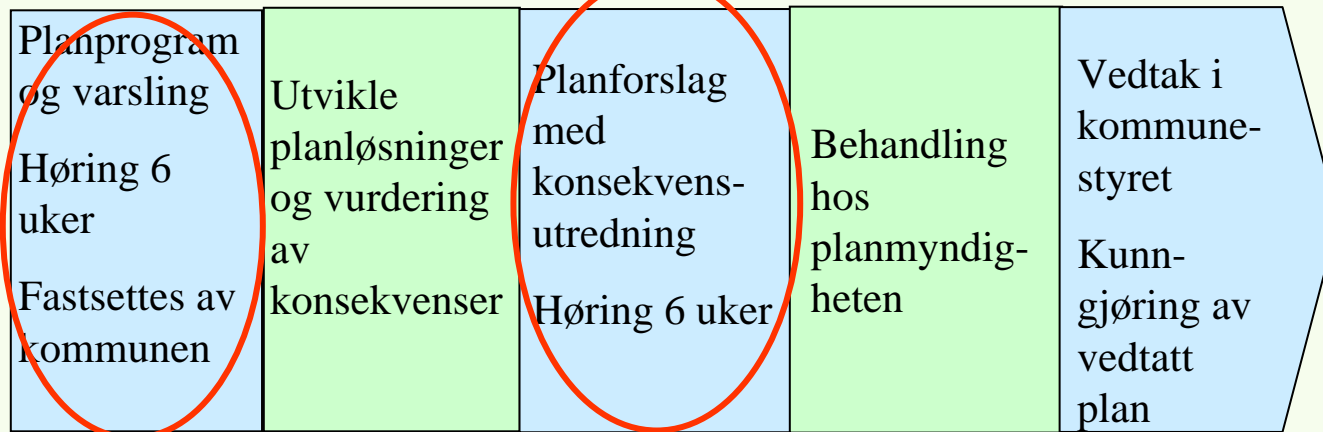 Planprogram
og varsling
Høring 6
uker
Fastsettes av
kommunen
Utvikle
planløsninger
og vurdering
av
konsekvenser
Planforslag
med
konsekvens-
utredning
Høring 6 uker
Behandling
hos
planmyndig-
heten
Vedtak i
kommune-
styret
Kunn-
gjøring av
vedtatt
plan